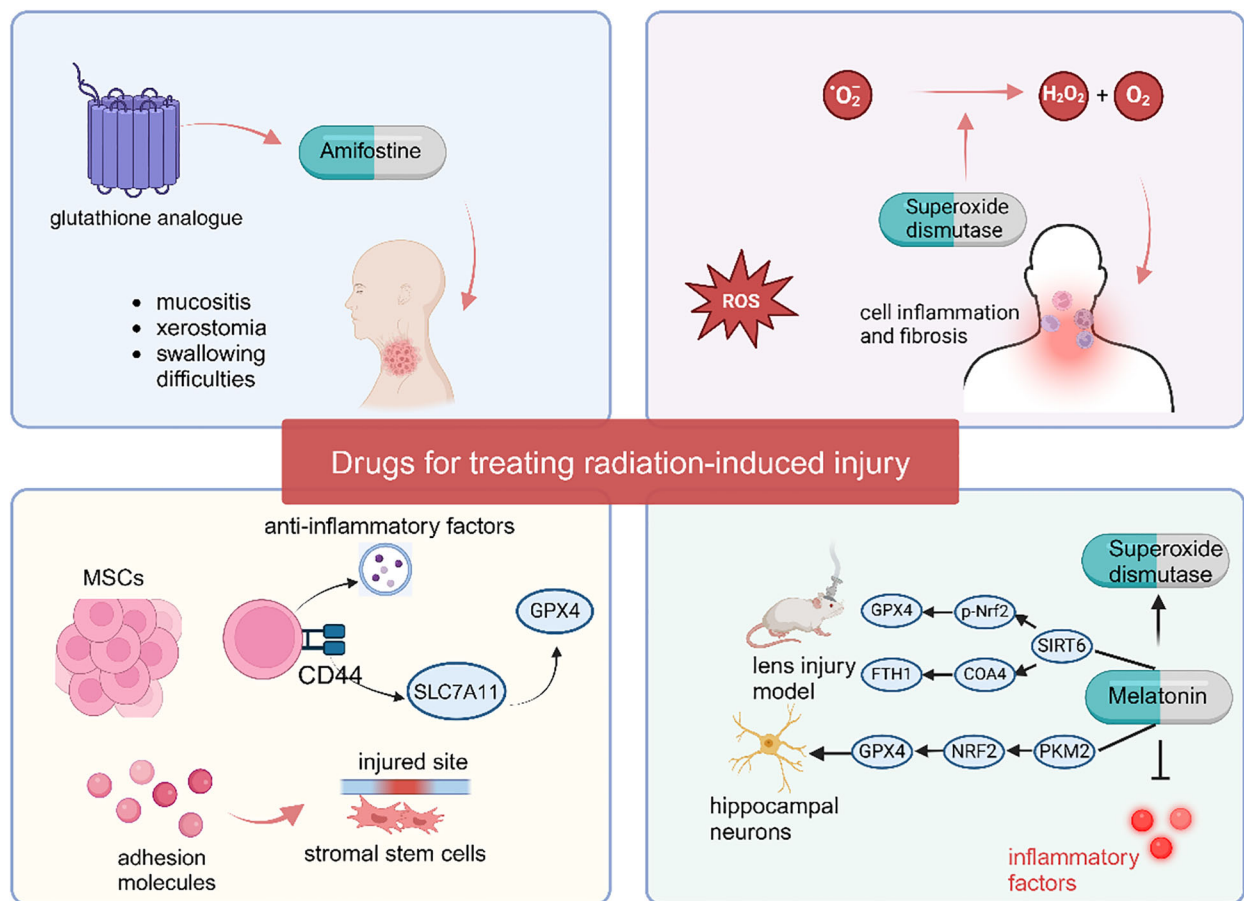 glutathione analogue
Amifostine
• mucositis
• xerostomia
• swallowing
difficulties
•O₂⁻
H₂O₂ + O₂
Superoxide
dismutase
ROS
cell inflammation
and fibrosis
Drugs for treating radiation-induced injury
MSCs
anti-inflammatory factors
CD44
SLC7A11
GPX4
adhesion
molecules
injured site
stromal stem cells
lens injury
model
GPX4
p-Nrf2
SIRT6
FTH1
COA4
Superoxide
dismutase
Melatonin
GPX4
NRF2
PKM2
hippocampal
neurons
inflammatory
factors